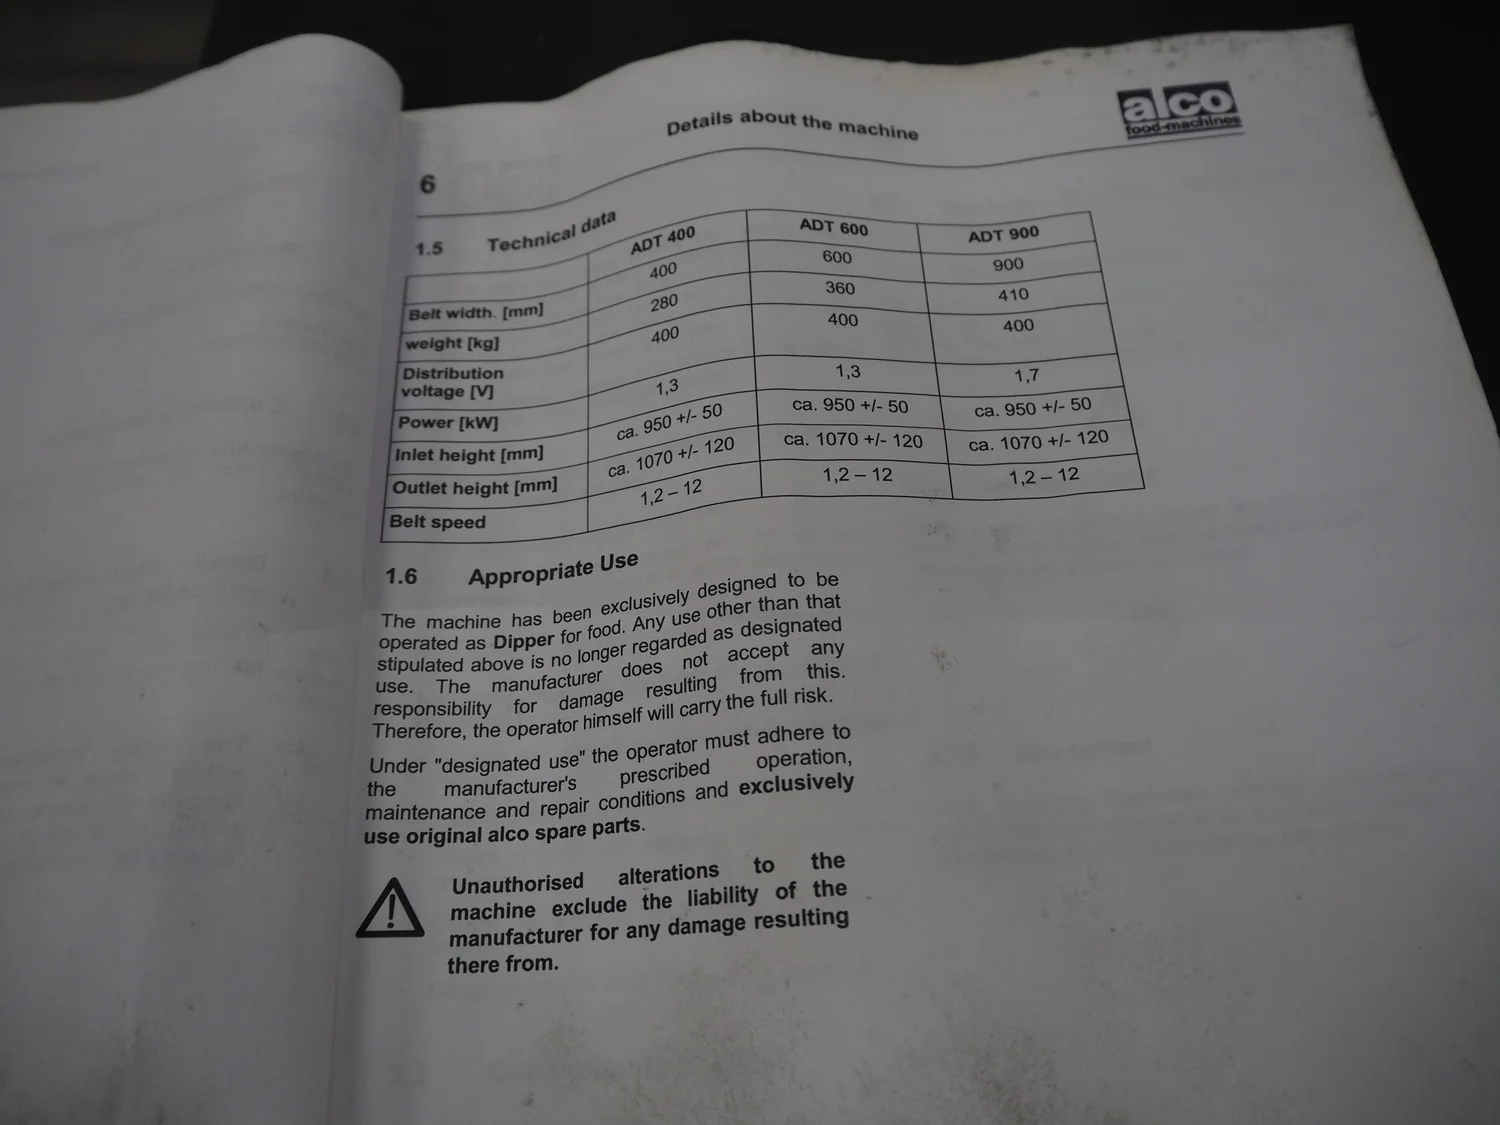 Details about the machine
alco
food-machines
6
1.5 Technical data
ADT 400 ADT 600 ADT 900
Belt width. [mm] 400 600 900
weight [kg] 280 360 410
Distribution
voltage [V] 400 400 400
Power [kW] 1,3 1,3 1,7
Inlet height [mm] ca. 950 +/- 50 ca. 950 +/- 50 ca. 950 +/- 50
Outlet height [mm] ca. 1070 +/- 120 ca. 1070 +/- 120 ca. 1070 +/- 120
Belt speed 1,2 – 12 1,2 – 12 1,2 – 12
1.6 Appropriate Use
The machine has been exclusively designed to be
operated as Dipper for food. Any use other than that
stipulated above is no longer regarded as designated
use. The manufacturer does not accept any
responsibility for damage resulting from this.
Therefore, the operator himself will carry the full risk.
Under "designated use" the operator must adhere to
the manufacturer's prescribed operation,
maintenance and repair conditions and exclusively
use original alco spare parts.
Unauthorised alterations to the
machine exclude the liability of the
manufacturer for any damage resulting
there from.